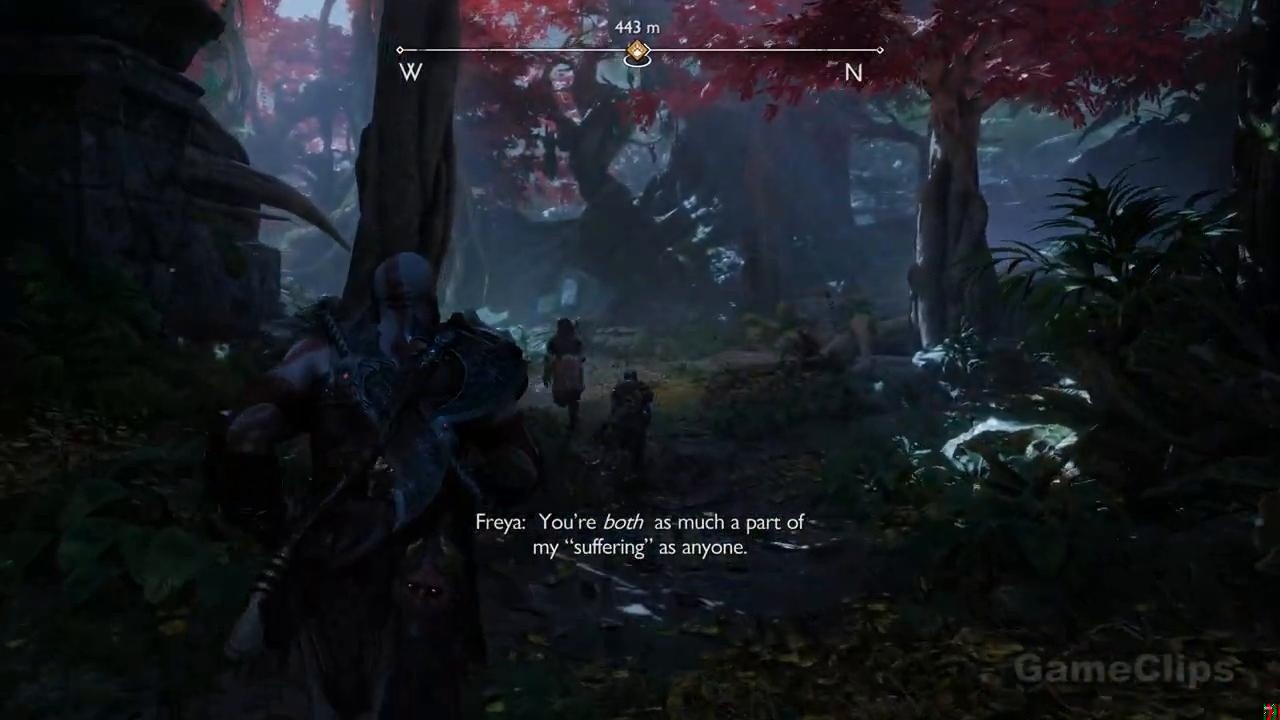 443 m
W N
Freya: You're both as much a part of
my “suffering” as anyone.
GameClips